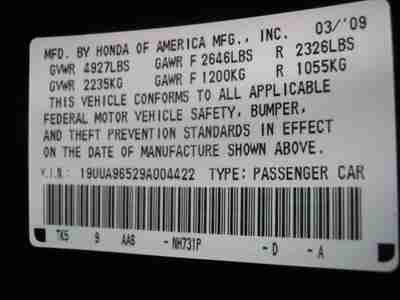 MFD. BY HONDA OF AMERICA MFG., INC. 03/'09
GVWR 4927LBS GAWR F 2646LBS R 2326LBS
GVWR 2235KG GAWR F 1200KG R 1055KG
THIS VEHICLE CONFORMS TO ALL APPLICABLE
FEDERAL MOTOR VEHICLE SAFETY, BUMPER,
AND THEFT PREVENTION STANDARDS IN EFFECT
ON THE DATE OF MANUFACTURE SHOWN ABOVE.
V.I.N.: 19UUA96529A004422 TYPE: PASSENGER CAR
TK5 9 AA6 - NH731P - D - A